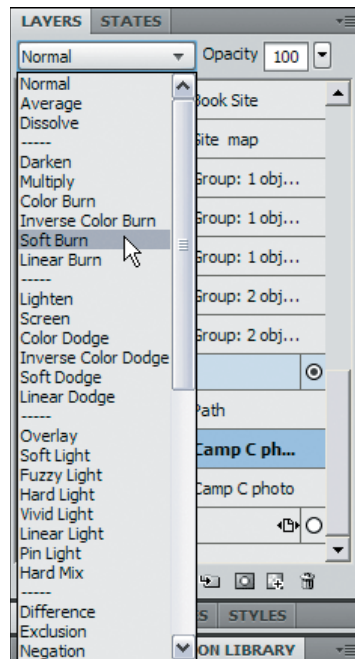 LAYERS STATES
Normal Opacity 100
Normal
Average
Dissolve
-----
Darken
Multiply
Color Burn
Inverse Color Burn
Soft Burn
Linear Burn
-----
Lighten
Screen
Color Dodge
Inverse Color Dodge
Soft Dodge
Linear Dodge
-----
Overlay
Soft Light
Fuzzy Light
Hard Light
Vivid Light
Linear Light
Pin Light
Hard Mix
-----
Difference
Exclusion
Negation
Book Site
Site map
Group: 1 obj...
Group: 1 obj...
Group: 1 obj...
Group: 2 obj...
Group: 2 obj...
Path
Camp C ph...
Camp C photo
S STYLES
ON LIBRARY